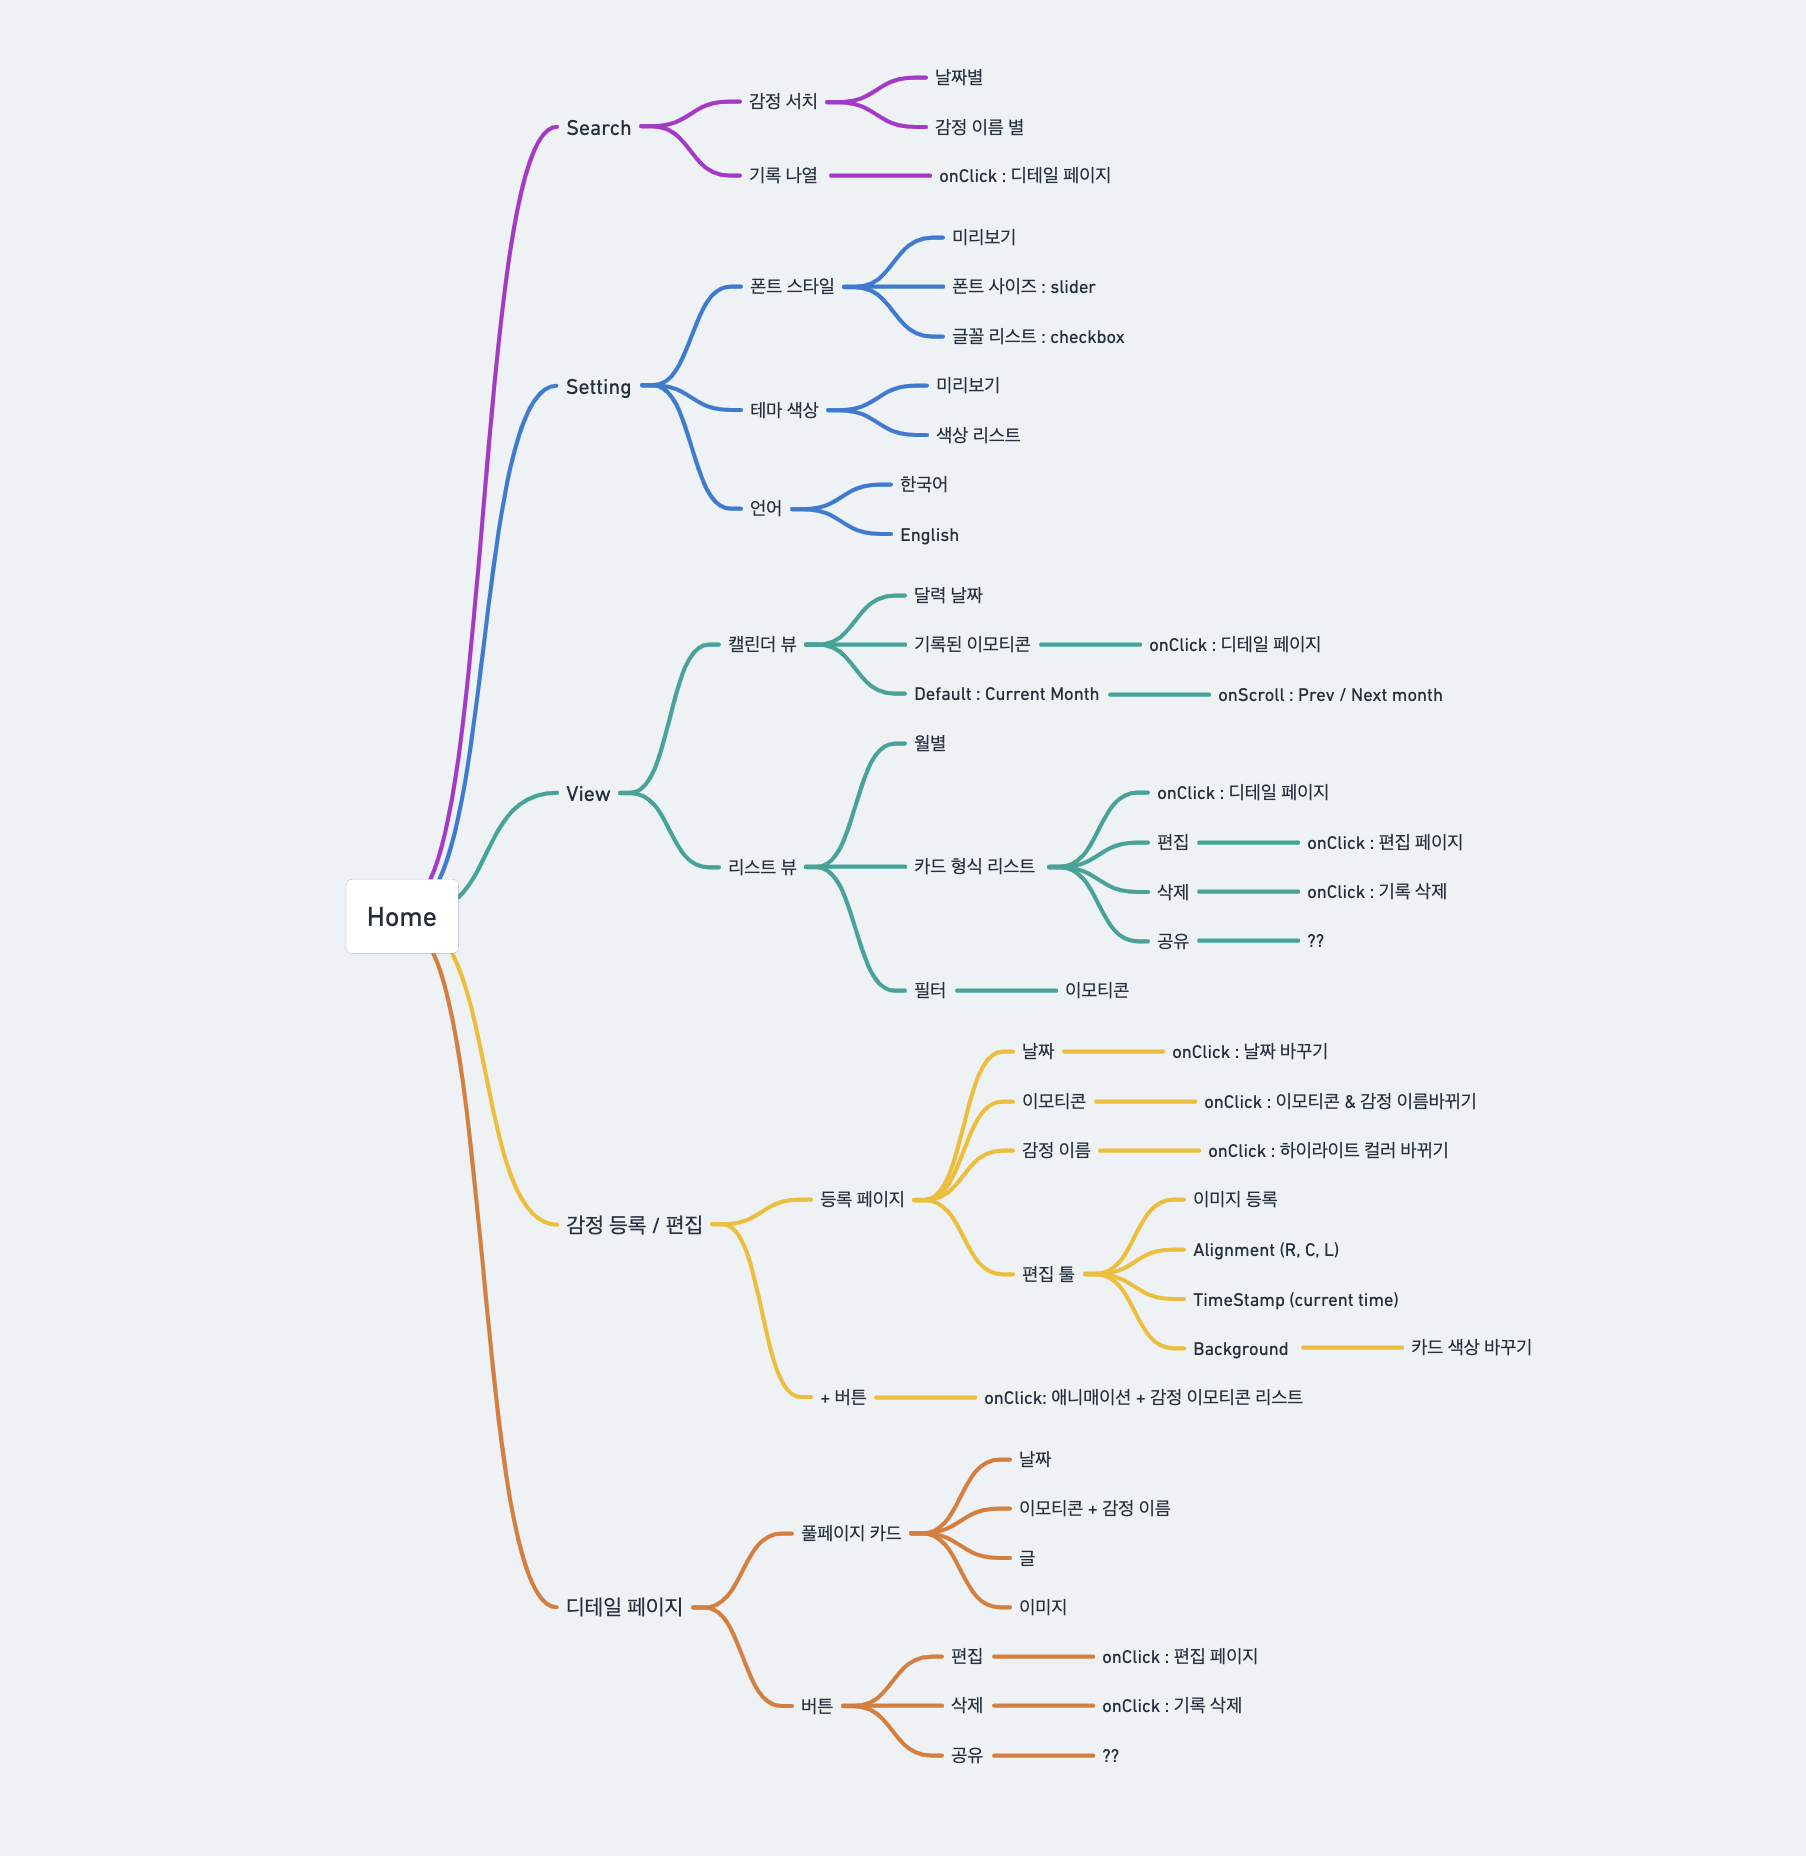 날짜별
감정 서치
Search
감정 이름 별
기록 나열
onClick : 디테일 페이지
미리보기
폰트 스타일
폰트 사이즈 : slider
글꼴 리스트 : checkbox
Setting
미리보기
테마 색상
색상 리스트
한국어
언어
English
달력 날짜
캘린더 뷰
기록된 이모티콘
onClick : 디테일 페이지
Default : Current Month
onScroll : Prev / Next month
월별
View
onClick : 디테일 페이지
편집
onClick : 편집 페이지
리스트 뷰
카드 형식 리스트
삭제
onClick : 기록 삭제
Home
공유
??
필터
이모티콘
날짜
onClick : 날짜 바꾸기
이모티콘
onClick : 이모티콘 & 감정 이름바뀌기
감정 이름
onClick : 하이라이트 컬러 바뀌기
등록 페이지
이미지 등록
감정 등록 / 편집
Alignment (R, C, L)
편집 툴
TimeStamp (current time)
Background
카드 색상 바꾸기
+ 버튼
onClick: 애니매이션 + 감정 이모티콘 리스트
날짜
이모티콘 + 감정 이름
풀페이지 카드
글
디테일 페이지
이미지
편집
onClick : 편집 페이지
버튼
삭제
onClick : 기록 삭제
공유
??